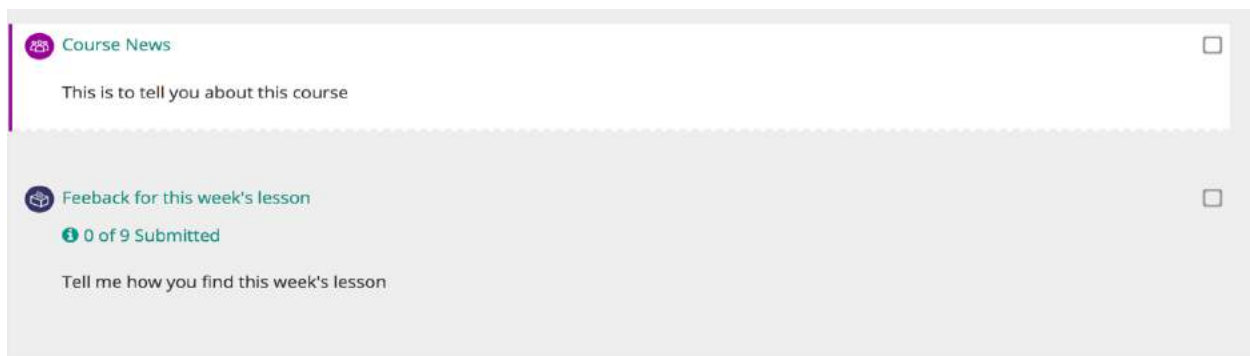 Course News
This is to tell you about this course
Feeback for this week's lesson
0 of 9 Submitted
Tell me how you find this week's lesson